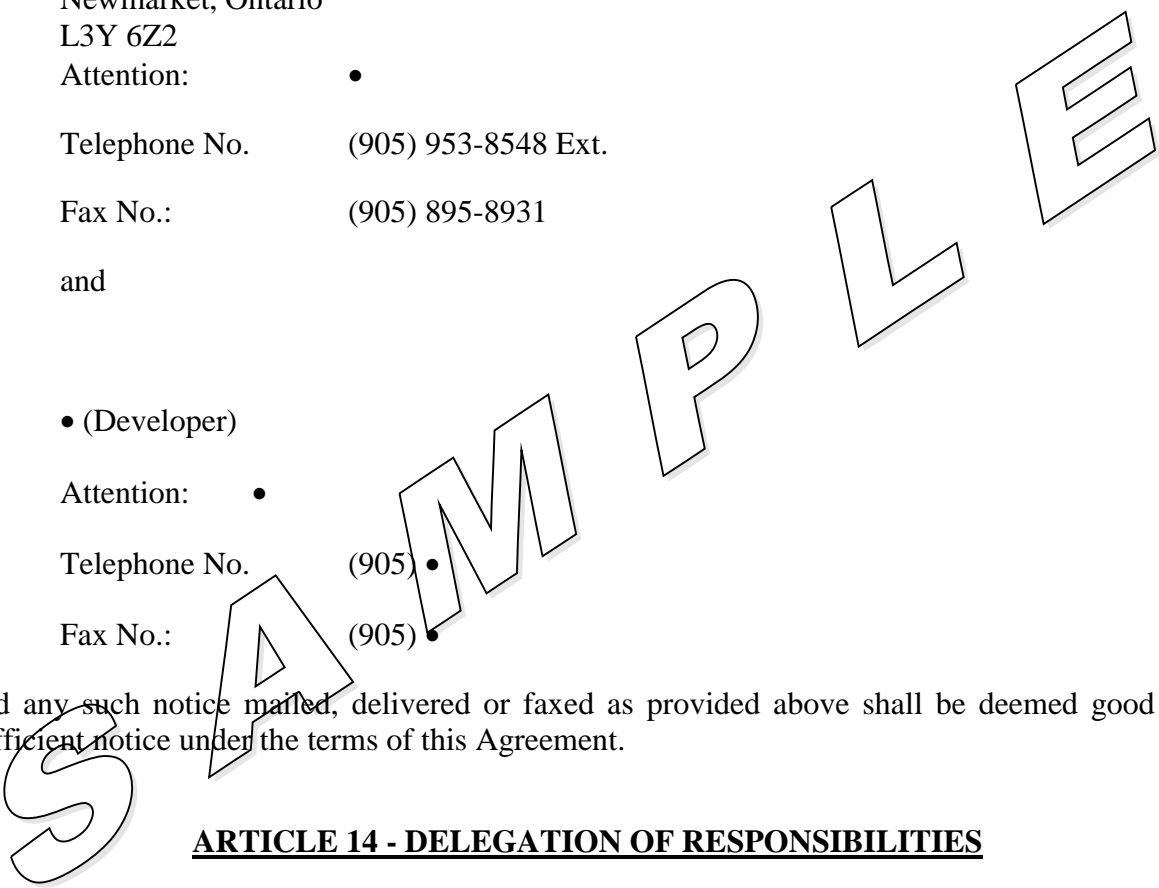 Newmarket, Ontario
L3Y 6Z2
Attention: •
Telephone No. (905) 953-8548 Ext.
Fax No.: (905) 895-8931
and
• (Developer)
Attention: •
Telephone No. (905) •
Fax No.: (905) •
any such notice mailed, delivered or faxed as provided above shall be deemed good
notice under the terms of this Agreement.
ARTICLE 14 - DELEGATION OF RESPONSIBILITIES
SAMPLE